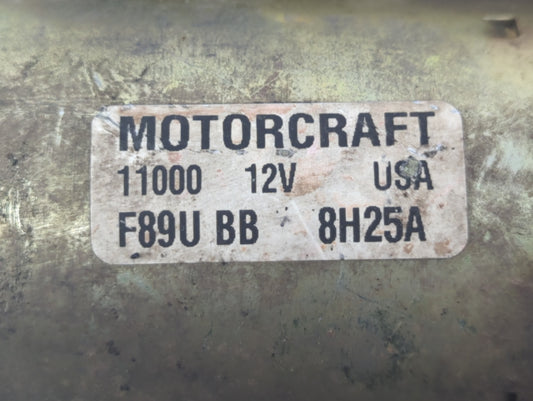 MOTORCRAFT
11000 12V USA
F89U BB 8H25A